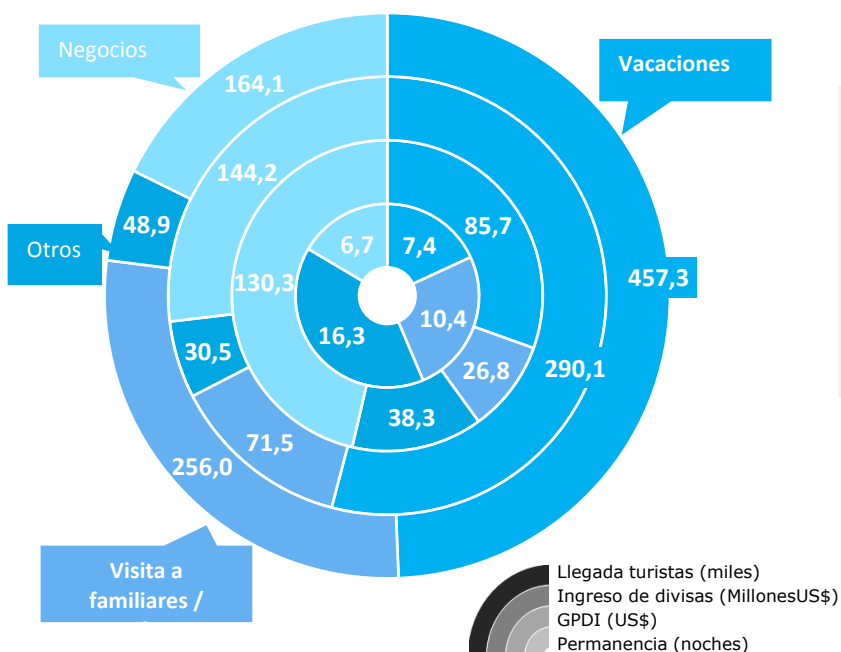 Negocios
Vacaciones
164,1
144,2
48,9
6,7
7,4
85,7
Otros
457,3
130,3
10,4
16,3
30,5
26,8
290,1
38,3
71,5
256,0
Visita a
familiares /
Llegada turistas (miles)
Ingreso de divisas (MillonesUS$)
GPDI (US$)
Permanencia (noches)